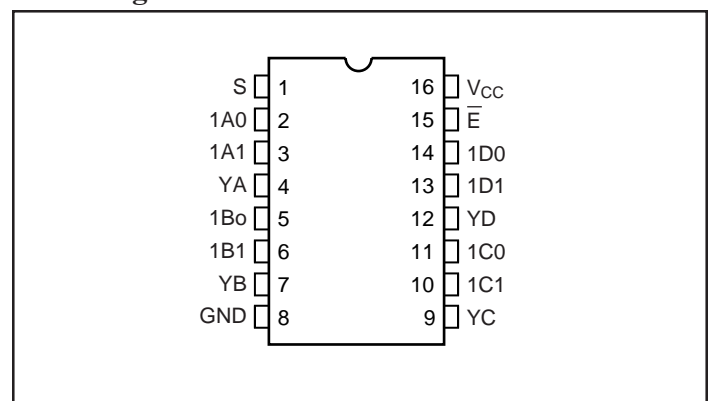 S 1 16 VCC
1A0 2 15 E̅
1A1 3 14 1D0
YA 4 13 1D1
1Bo 5 12 YD
1B1 6 11 1C0
YB 7 10 1C1
GND 8 9 YC